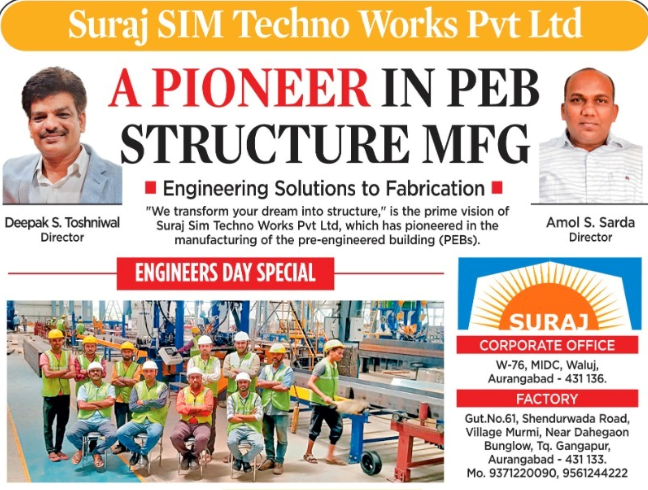 Suraj SIM Techno Works Pvt Ltd
A PIONEER IN PEB
STRUCTURE MFG
Engineering Solutions to Fabrication
"We transform your dream into structure," is the prime vision of
Suraj Sim Techno Works Pvt Ltd, which has pioneered in the
manufacturing of the pre-engineered building (PEBs).
Deepak S. Toshniwal
Director
Amol S. Sarda
Director
ENGINEERS DAY SPECIAL
SURAJ
CORPORATE OFFICE
W-76, MIDC, Waluj,
Aurangabad - 431 136.
FACTORY
Gut.No.61, Shendurwada Road,
Village Murmi, Near Dahegaon
Bunglow, Tq. Gangapur,
Aurangabad - 431 133.
Mo. 9371220090, 9561244222